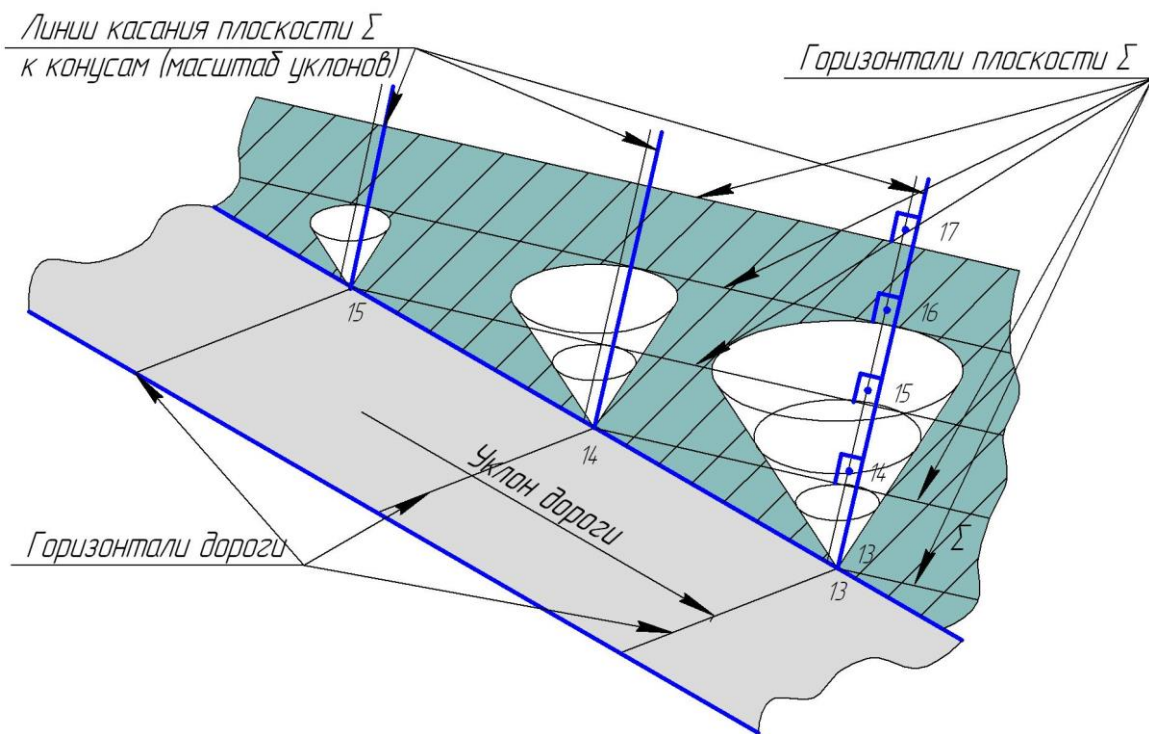 Линии касания плоскости Σ
к конусам (масштаб уклонов)
Горизонтали плоскости Σ
17
16
15
15
14
14
Уклон дороги
Σ
Горизонтали дороги
13
13